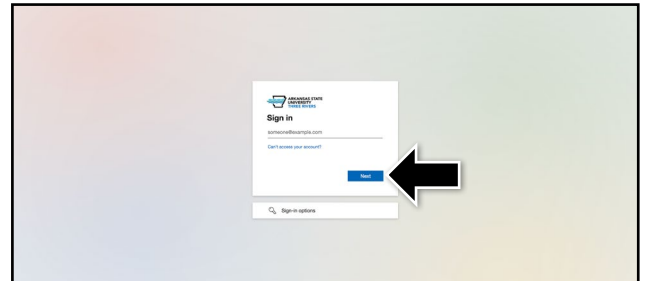 ARKANSAS STATE
UNIVERSITY
THREE RIVERS
Sign in
someone@example.com
Can't access your account?
Next
Sign-in options